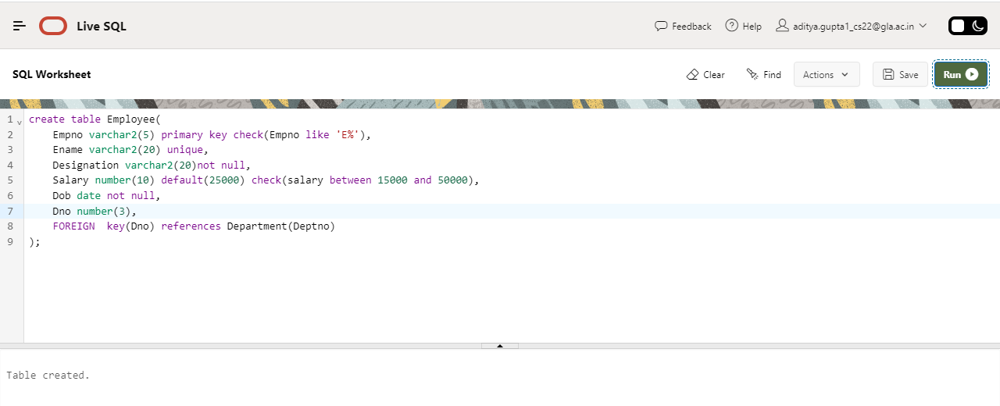 Live SQL
Feedback
Help
aditya.gupta1_cs22@gla.ac.in
SQL Worksheet
Clear
Find
Actions
Save
Run
1 create table Employee(
2 Empno varchar2(5) primary key check(Empno like 'E%'),
3 Ename varchar2(20) unique,
4 Designation varchar2(20)not null,
5 Salary number(10) default(25000) check(salary between 15000 and 50000),
6 Dob date not null,
7 Dno number(3),
8 FOREIGN  key(Dno) references Department(Deptno)
9 );
Table created.